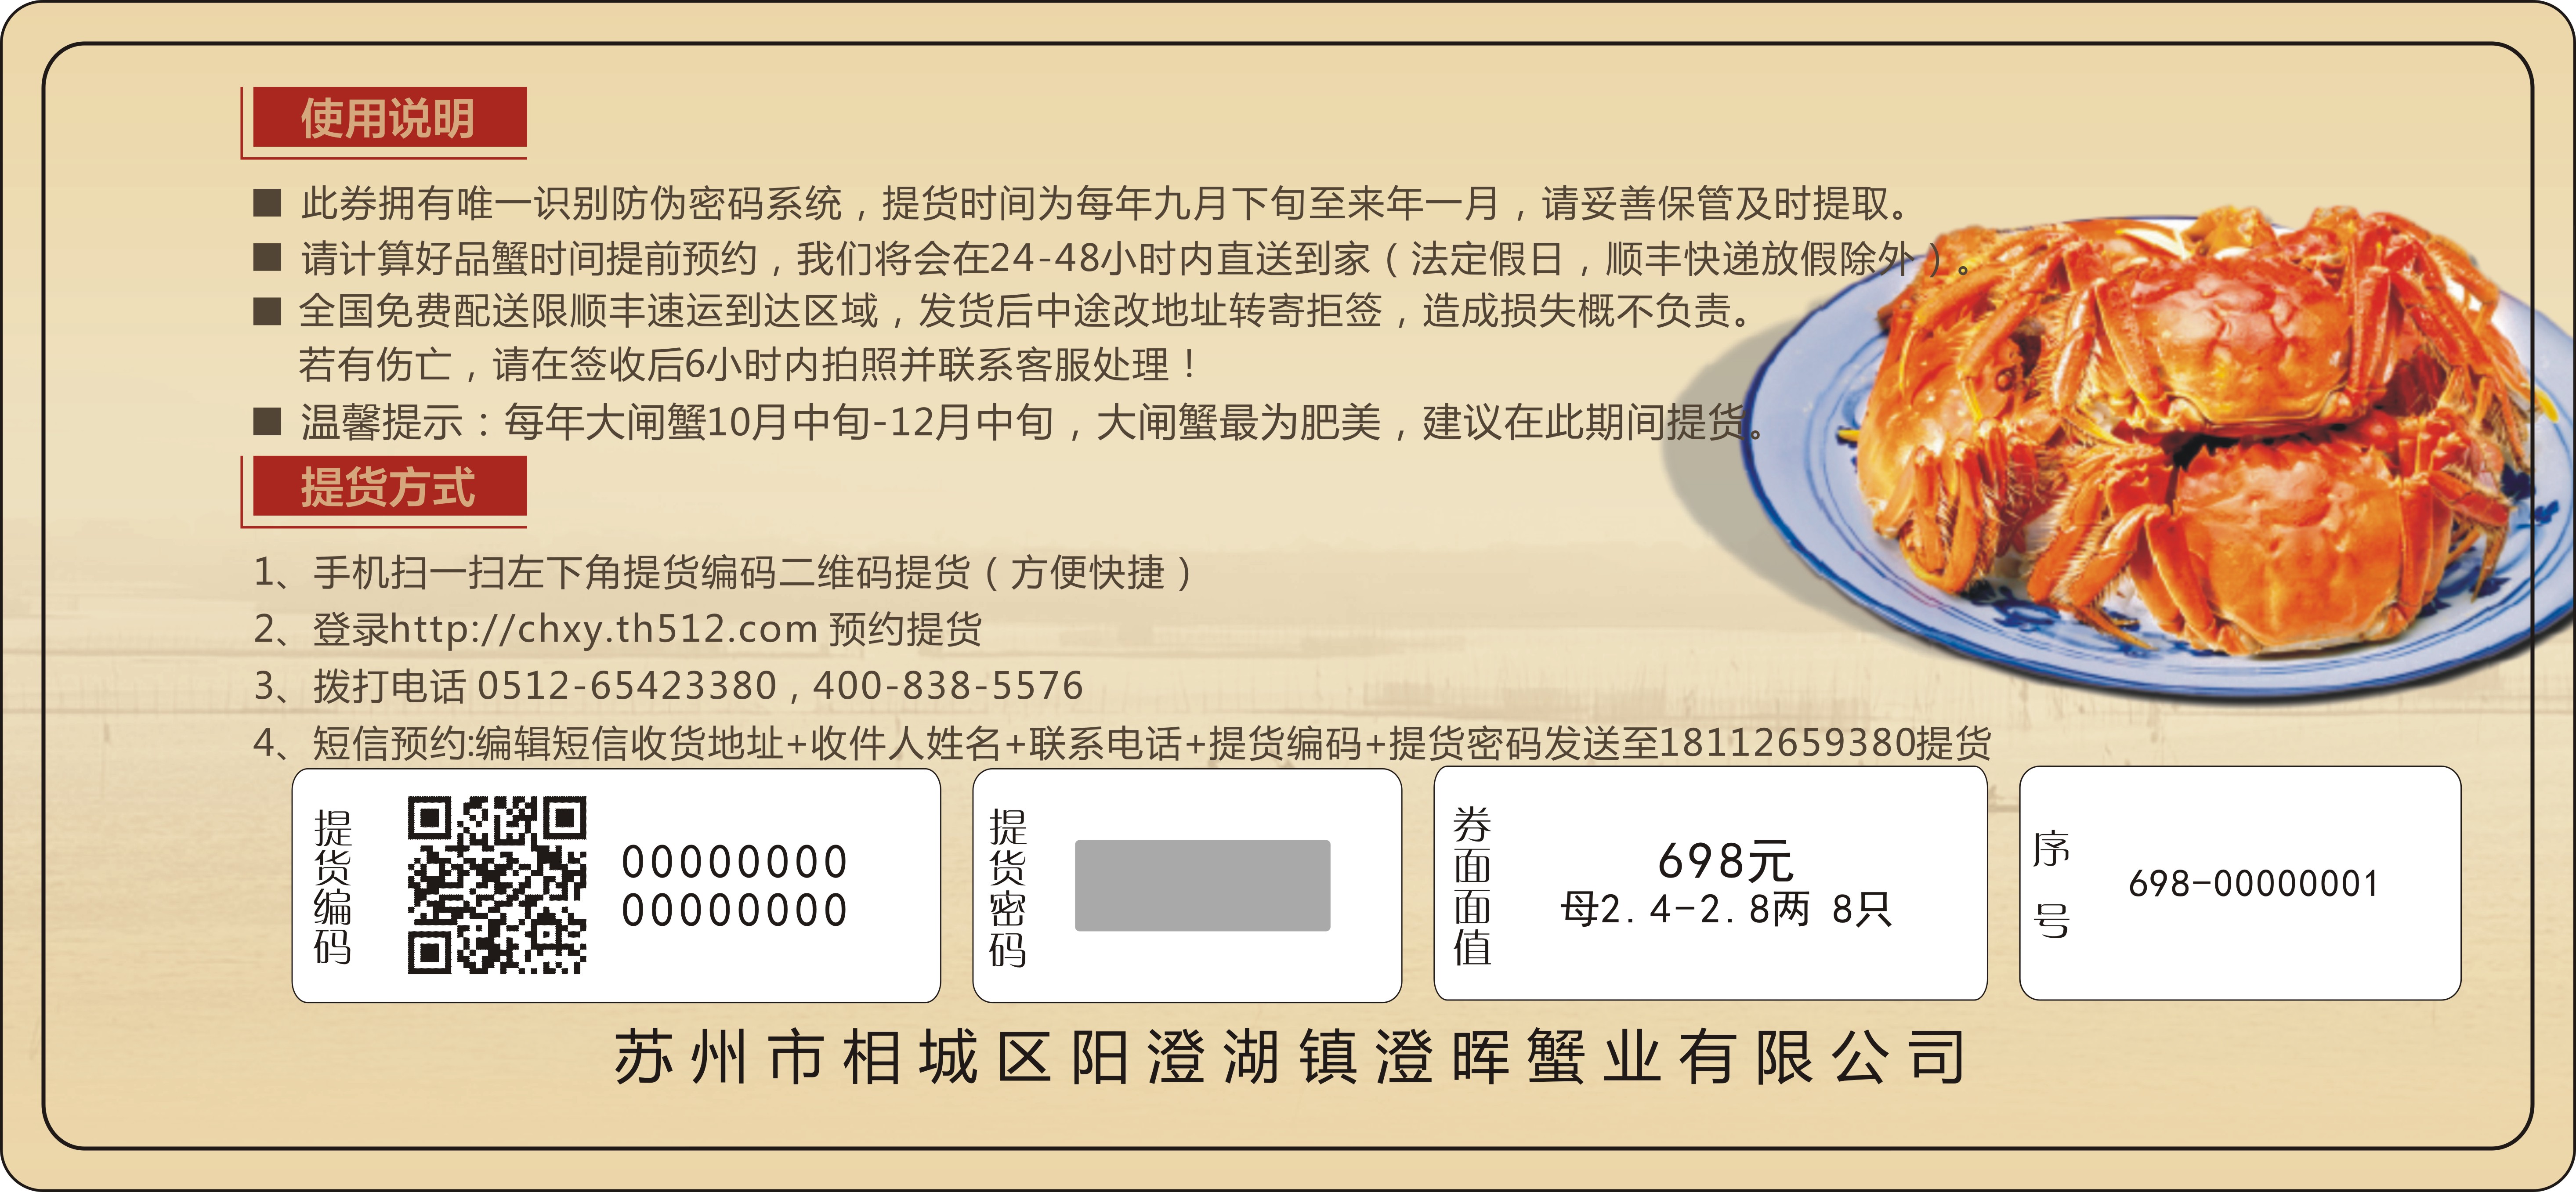 使用说明
■ 此券拥有唯一识别防伪密码系统，提货时间为每年九月下旬至来年一月，请妥善保管及时提取。
■ 请计算好品蟹时间提前预约，我们将会在24-48小时内直送到家（法定假日，顺丰快递放假除外）。
■ 全国免费配送限顺丰速运到达区域，发货后中途改地址转寄拒签，造成损失概不负责。
若有伤亡，请在签收后6小时内拍照并联系客服处理！
■ 温馨提示：每年大闸蟹10月中旬-12月中旬，大闸蟹最为肥美，建议在此期间提货。
提货方式
1、手机扫一扫左下角提货编码二维码提货（方便快捷）
2、登录http://chxy.th512.com 预约提货
3、拨打电话 0512-65423380，400-838-5576
4、短信预约:编辑短信收货地址+收件人姓名+联系电话+提货编码+提货密码发送至18112659380提货
提货编码
00000000
00000000
提货密码
券面面值
698元
母2.4-2.8两 8只
序号
698-00000001
苏州市相城区阳澄湖镇澄晖蟹业有限公司